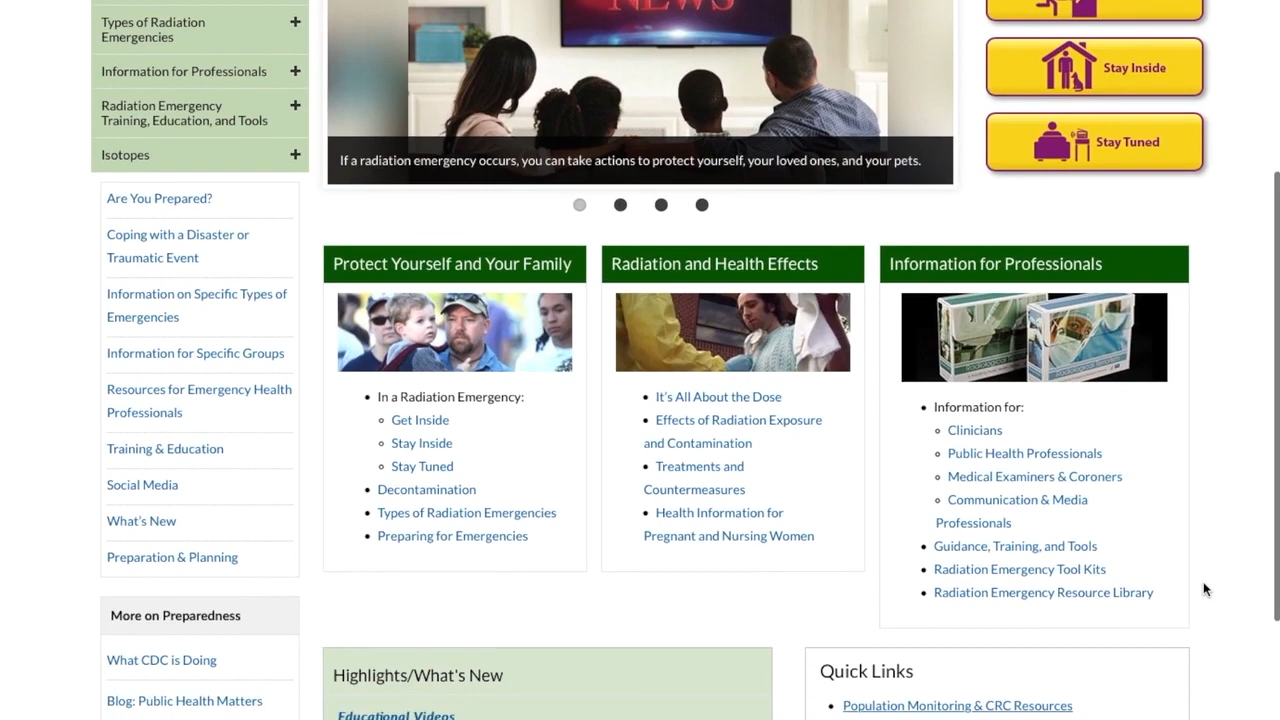 Types of Radiation
Emergencies
Information for Professionals
Radiation Emergency
Training, Education, and Tools
Isotopes
Are You Prepared?
Coping with a Disaster or
Traumatic Event
Information on Specific Types of
Emergencies
Information for Specific Groups
Resources for Emergency Health
Professionals
Training & Education
Social Media
What's New
Preparation & Planning
More on Preparedness
What CDC is Doing
Blog: Public Health Matters
NEWS
If a radiation emergency occurs, you can take actions to protect yourself, your loved ones, and your pets.
Stay Inside
Stay Tuned
Protect Yourself and Your Family
In a Radiation Emergency:
Get Inside
Stay Inside
Stay Tuned
Decontamination
Types of Radiation Emergencies
Preparing for Emergencies
Radiation and Health Effects
It's All About the Dose
Effects of Radiation Exposure
and Contamination
Treatments and
Countermeasures
Health Information for
Pregnant and Nursing Women
Information for Professionals
Information for:
Clinicians
Public Health Professionals
Medical Examiners & Coroners
Communication & Media
Professionals
Guidance, Training, and Tools
Radiation Emergency Tool Kits
Radiation Emergency Resource Library
Highlights/What's New
Educational Videos
Quick Links
Population Monitoring & CRC Resources